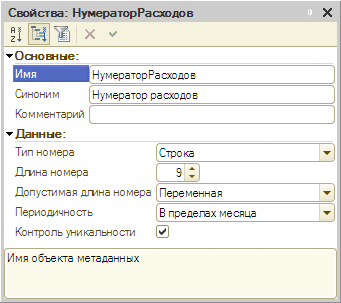 Свойства: НумераторРасходов
Основные:
Имя НумераторРасходов
Синоним Нумератор расходов
Комментарий
Данные:
Тип номера Строка
Длина номера 9
Допустимая длина номера Переменная
Периодичность В пределах месяца
Контроль уникальности
Имя объекта метаданных